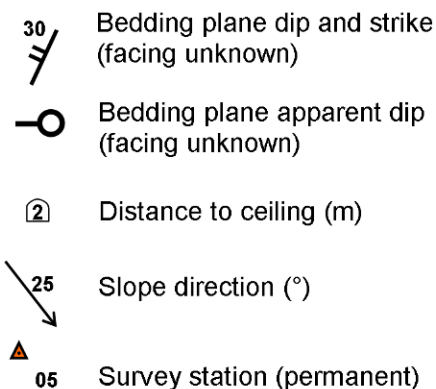 30 Bedding plane dip and strike
(facing unknown)
Bedding plane apparent dip
(facing unknown)
2 Distance to ceiling (m)
25 Slope direction (°)
05 Survey station (permanent)